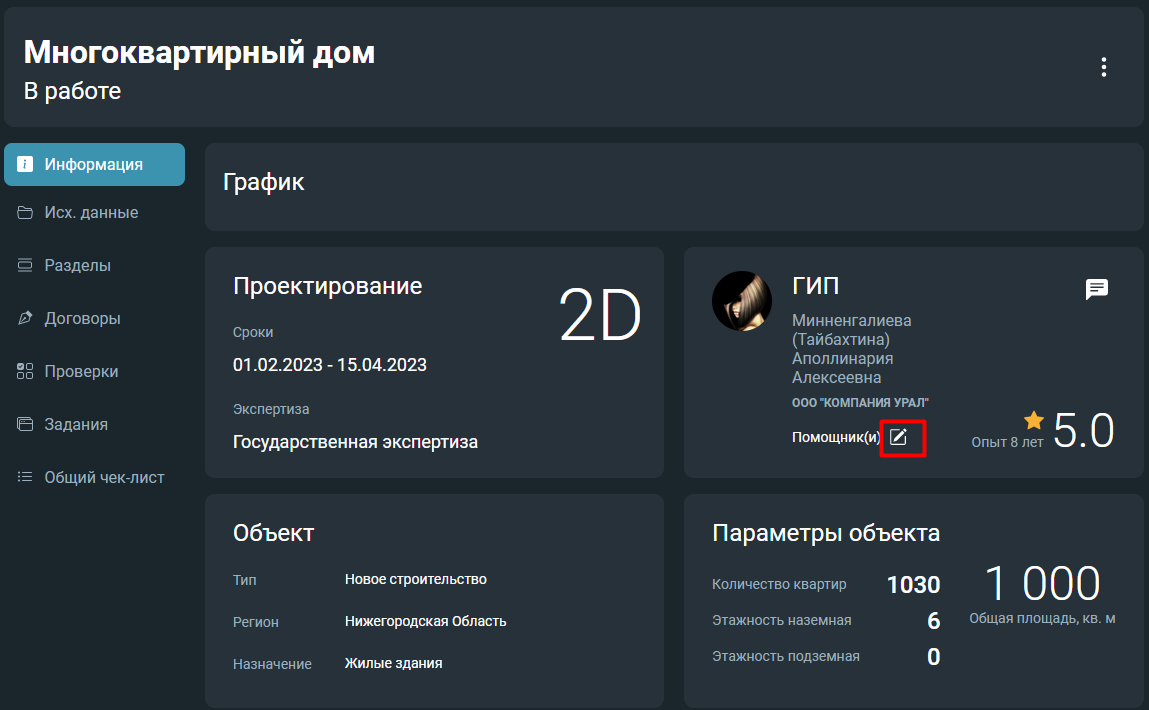 Многоквартирный дом
В работе
Информация
Исх. данные
Разделы
Договоры
Проверки
Задания
Общий чек-лист
График
Проектирование
2D
Сроки
01.02.2023 - 15.04.2023
Экспертиза
Государственная экспертиза
ГИП
Минненгалиева
(Тайбахтина)
Аполлинария
Алексеевна
ООО "КОМПАНИЯ УРАЛ"
Помощник(и)
Опыт 8 лет 5.0
Объект
Тип Новое строительство
Регион Нижегородская Область
Назначение Жилые здания
Параметры объекта
Количество квартир 1030
Этажность наземная 6
Этажность подземная 0
1 000
Общая площадь, кв. м